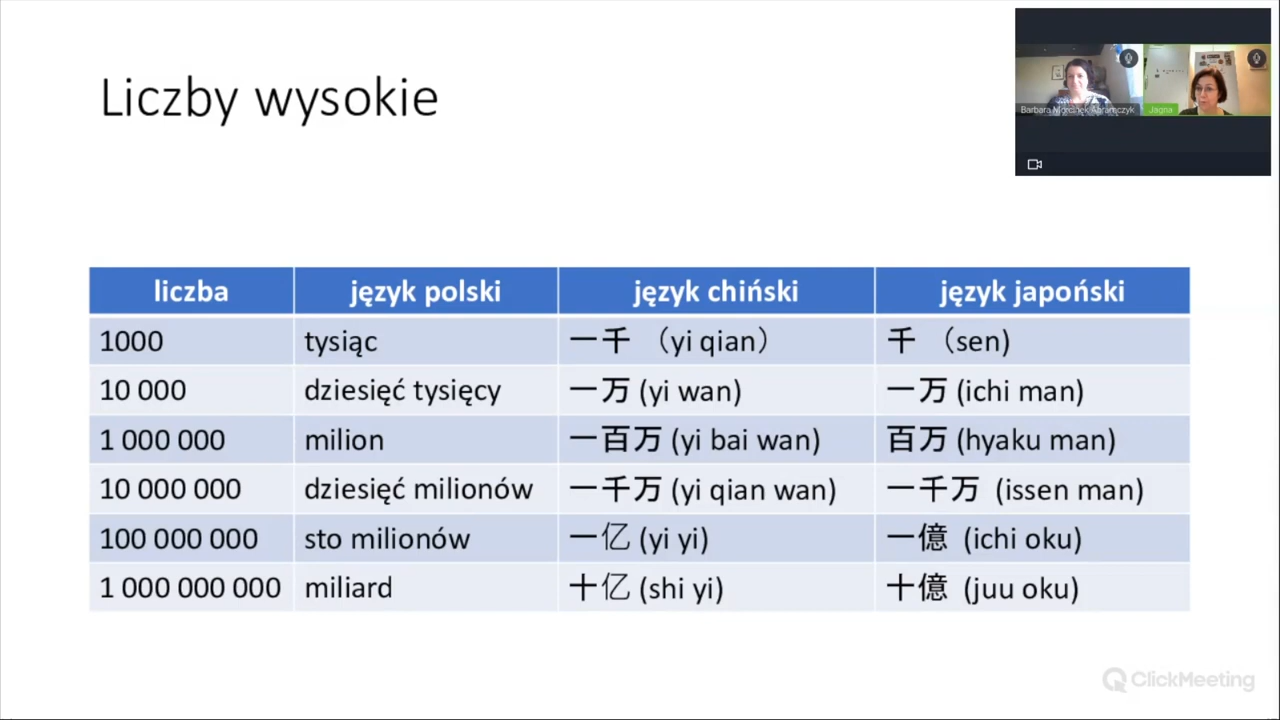 Liczby wysokie
Barbara Morcinek Abramczyk
Jagna
liczba język polski język chiński język japoński
1000 tysiąc 一千 （yi qian） 千 （sen)
10 000 dziesięć tysięcy 一万 (yi wan) 一万 (ichi man)
1 000 000 milion 一百万 (yi bai wan) 百万 (hyaku man)
10 000 000 dziesięć milionów 一千万 (yi qian wan) 一千万 (issen man)
100 000 000 sto milionów 一亿 (yi yi) 一億 (ichi oku)
1 000 000 000 miliard 十亿 (shi yi) 十億 (juu oku)
ClickMeeting